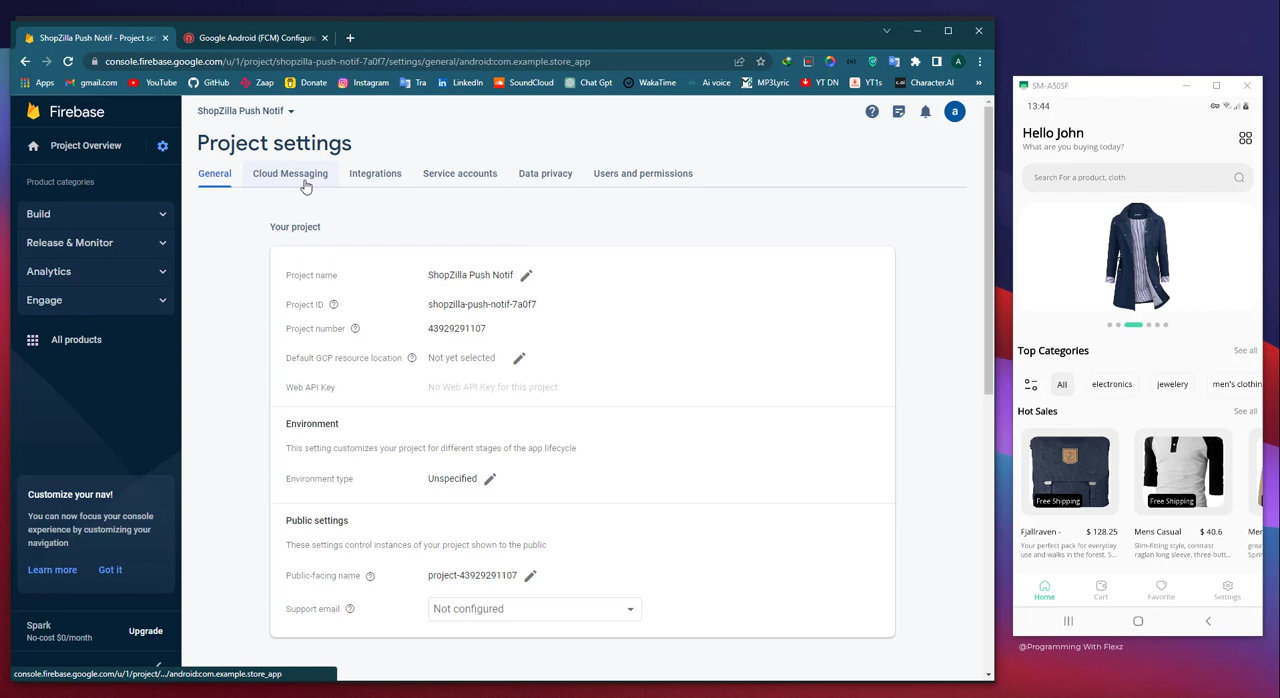 ShopZilla Push Notif - Project set
Google Android (FCM) Configura
console.firebase.google.com/u/1/project/shopzilla-push-notif-7a0f7/settings/general/android:com.example.store_app
Apps
gmail.com
YouTube
GitHub
Zaap
Donate
Instagram
Tra
LinkedIn
SoundCloud
Chat Gpt
WakaTime
Ai voice
MP3Lyric
YT DN
YT1s
Character.AI
»
Firebase
Project Overview
Product categories
Build
Release & Monitor
Analytics
Engage
All products
Customize your nav!
You can now focus your console
experience by customizing your
navigation
Learn more
Got it
Spark
No-cost $0/month
Upgrade
console.firebase.google.com/u/1/project/.../android:com.example.store_app
ShopZilla Push Notif
a
Project settings
General
Cloud Messaging
Integrations
Service accounts
Data privacy
Users and permissions
Your project
Project name
ShopZilla Push Notif
Project ID
shopzilla-push-notif-7a0f7
Project number
43929291107
Default GCP resource location
Not yet selected
Web API Key
No Web API Key for this project
Environment
This setting customizes your project for different stages of the app lifecycle
Environment type
Unspecified
Public settings
These settings control instances of your project shown to the public
Public-facing name
project-43929291107
Support email
Not configured
SM-A505F
13:44
Hello John
What are you buying today?
Search For a product, cloth
Top Categories
See all
All
electronics
jewelery
men's clothin
Hot Sales
See all
Free Shipping
Free Shipping
Fjallraven -
$ 128.25
Your perfect pack for everyday
use and walks in the forest. S...
Mens Casual
$ 40.6
Slim-fitting style, contrast
raglan long sleeve, three-butt...
Home
Cart
Favorite
Settings
@Programming With Flexz